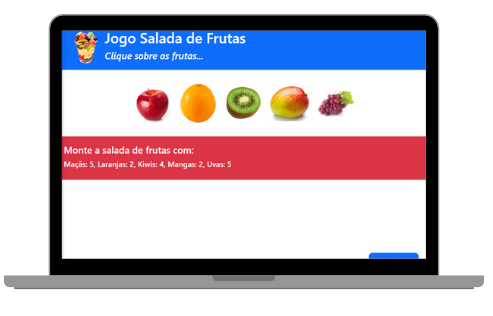 Jogo Salada de Frutas
Clique sobre as frutas...
Monte a salada de frutas com:
Maçãs: 5, Laranjas: 2, Kiwis: 4, Mangas: 2, Uvas: 5